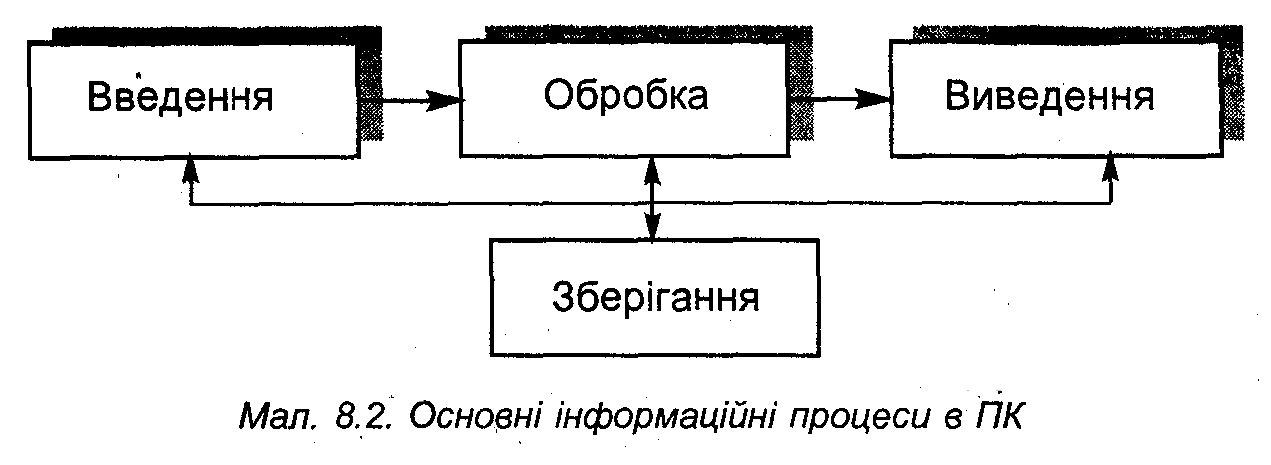 Введення
Обробка
Виведення
Зберігання
Мал. 8.2. Основні інформаційні процеси в ПК